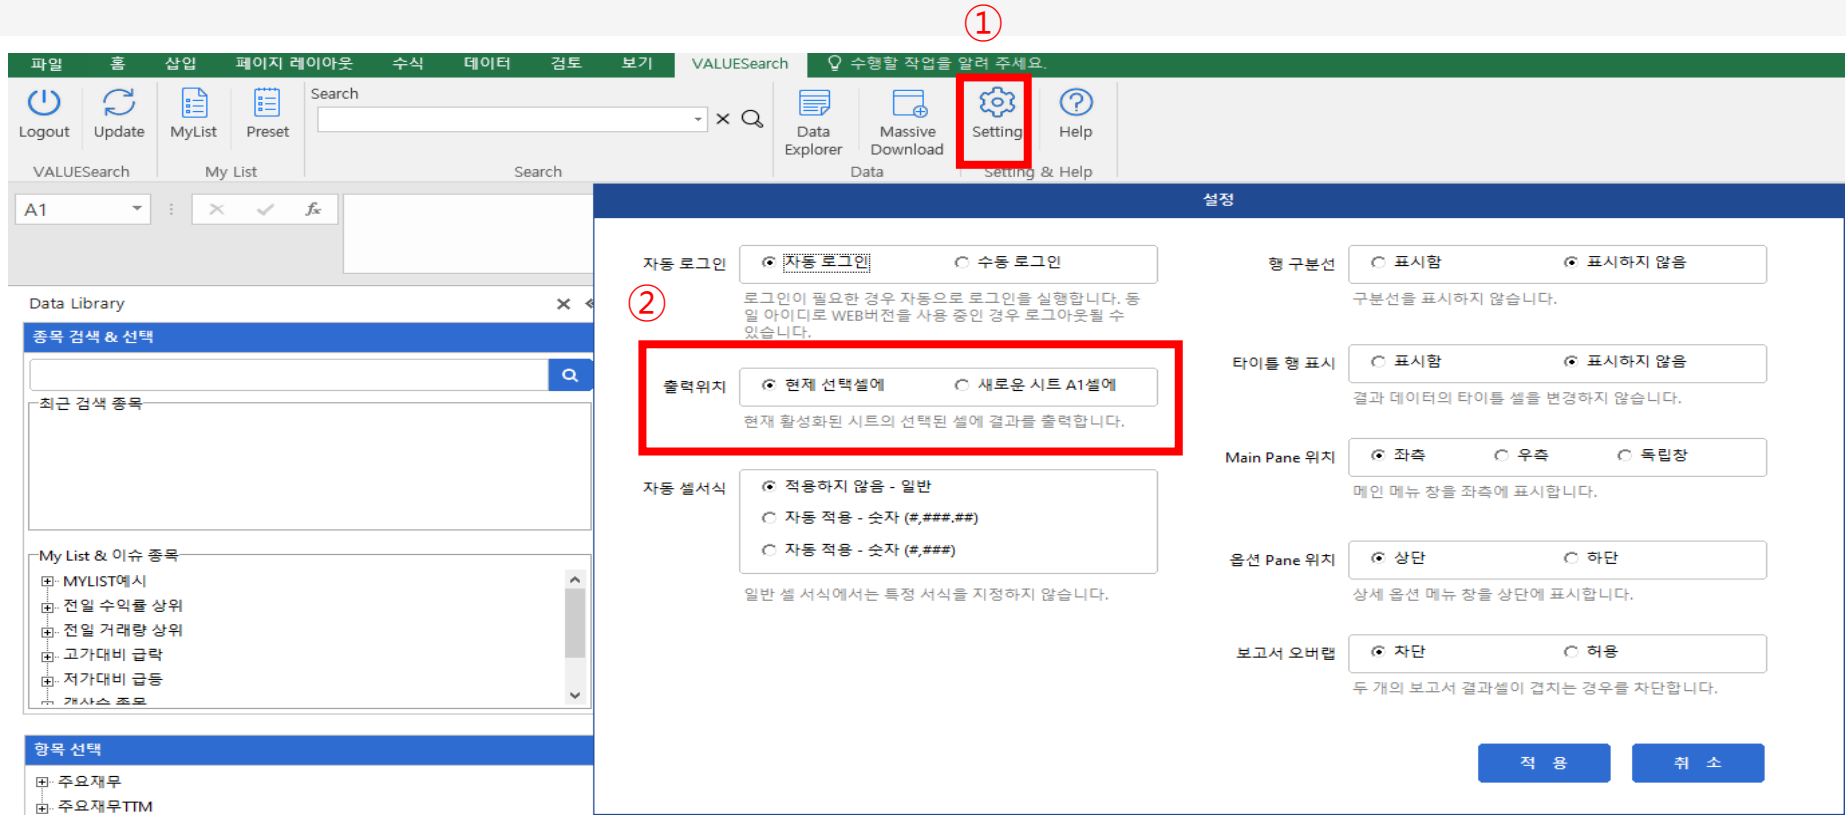 ①
파일 홈 삽입 페이지 레이아웃 수식 데이터 검토 보기 VALUESearch 수행할 작업을 알려 주세요.
Logout Update MyList Preset
Search
Data Explorer
Massive Download
Setting Help
VALUESearch My List Search Data Setting & Help
A1 fx
Data Library
종목 검색 & 선택
최근 검색 종목
My List & 이슈 종목
MYLIST예시
전일 수익률 상위
전일 거래량 상위
고가대비 급락
저가대비 급등
항목 선택
주요재무
주요재무TTM
설정
자동 로그인 자동 로그인 수동 로그인
로그인이 필요한 경우 자동으로 로그인을 실행합니다. 동
일 아이디로 WEB버전을 사용 중인 경우 로그아웃될 수
있습니다.
②
출력위치 현재 선택셀에 새로운 시트 A1셀에
현재 활성화된 시트의 선택된 셀에 결과를 출력합니다.
자동 셀서식 적용하지 않음 - 일반
자동 적용 - 숫자 (#,###.##)
자동 적용 - 숫자 (#,###)
일반 셀 서식에서는 특정 서식을 지정하지 않습니다.
행 구분선 표시함 표시하지 않음
구분선을 표시하지 않습니다.
타이틀 행 표시 표시함 표시하지 않음
결과 데이터의 타이틀 셀을 변경하지 않습니다.
Main Pane 위치 좌측 우측 독립창
메인 메뉴 창을 좌측에 표시합니다.
옵션 Pane 위치 상단 하단
상세 옵션 메뉴 창을 상단에 표시합니다.
보고서 오버랩 차단 허용
두 개의 보고서 결과셀이 겹치는 경우를 차단합니다.
적 용 취 소